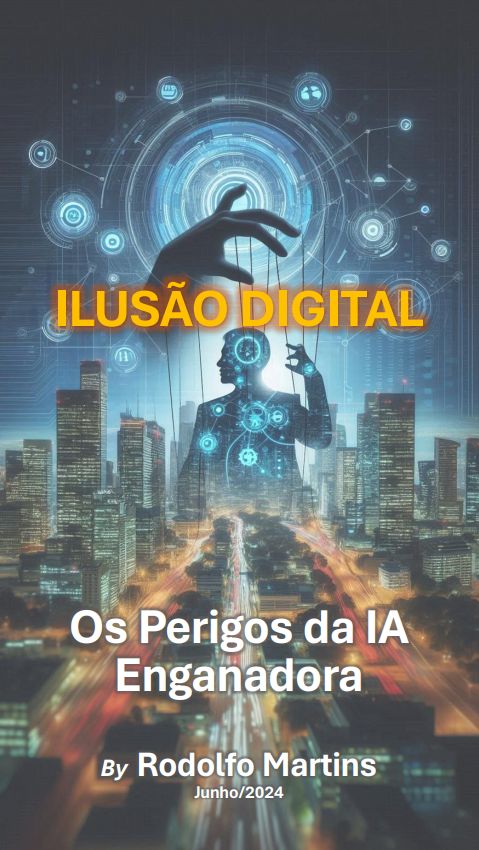 ILUSÃO DIGITAL
Os Perigos da IA
Enganadora
By Rodolfo Martins
Junho/2024